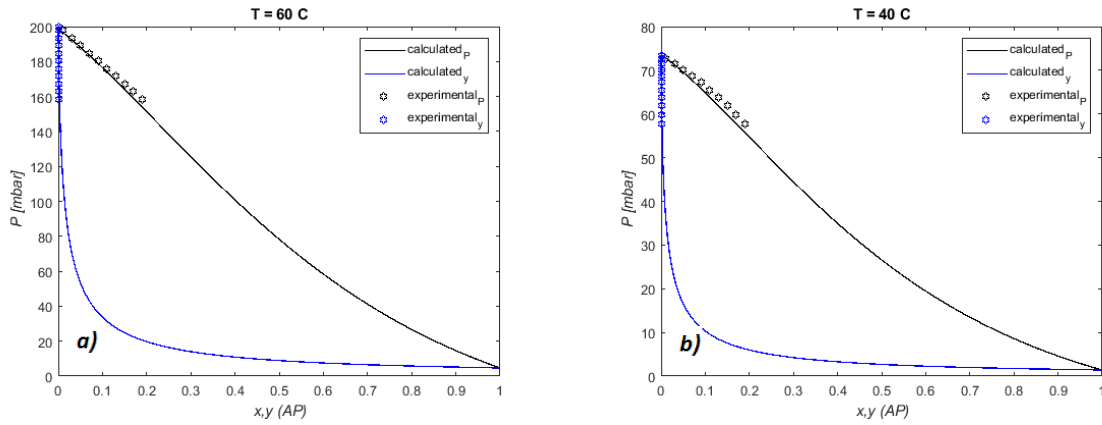 T = 60 C
200
180
160
140
120
100
80
60
40
20
0
P [mbar]
calculated_P
calculated_y
experimental_P
experimental_y
a)
0 0.1 0.2 0.3 0.4 0.5 0.6 0.7 0.8 0.9 1
x,y (AP)
T = 40 C
80
70
60
50
40
30
20
10
0
P [mbar]
calculated_P
calculated_y
experimental_P
experimental_y
b)
0 0.1 0.2 0.3 0.4 0.5 0.6 0.7 0.8 0.9 1
x,y (AP)